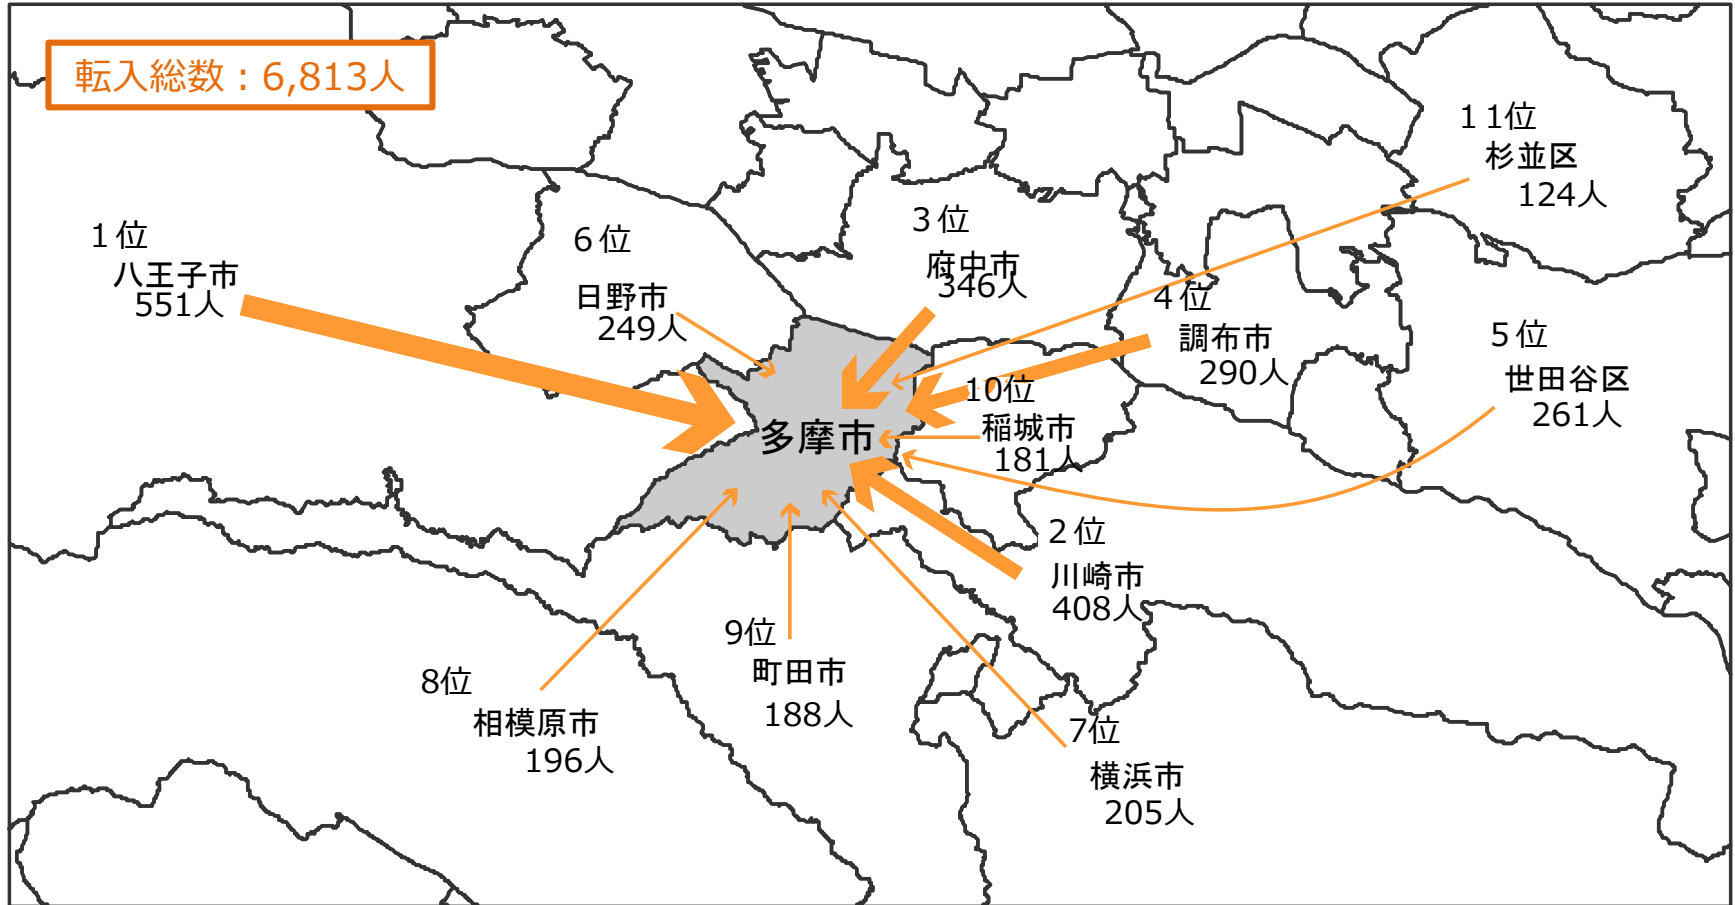 転入総数：6,813人
１位
八王子市
551人
６位
日野市
249人
３位
府中市
346人
１１位
杉並区
124人
４位
調布市
290人
５位
世田谷区
261人
10位
稲城市
181人
多摩市
２位
川崎市
408人
9位
町田市
188人
8位
相模原市
196人
7位
横浜市
205人